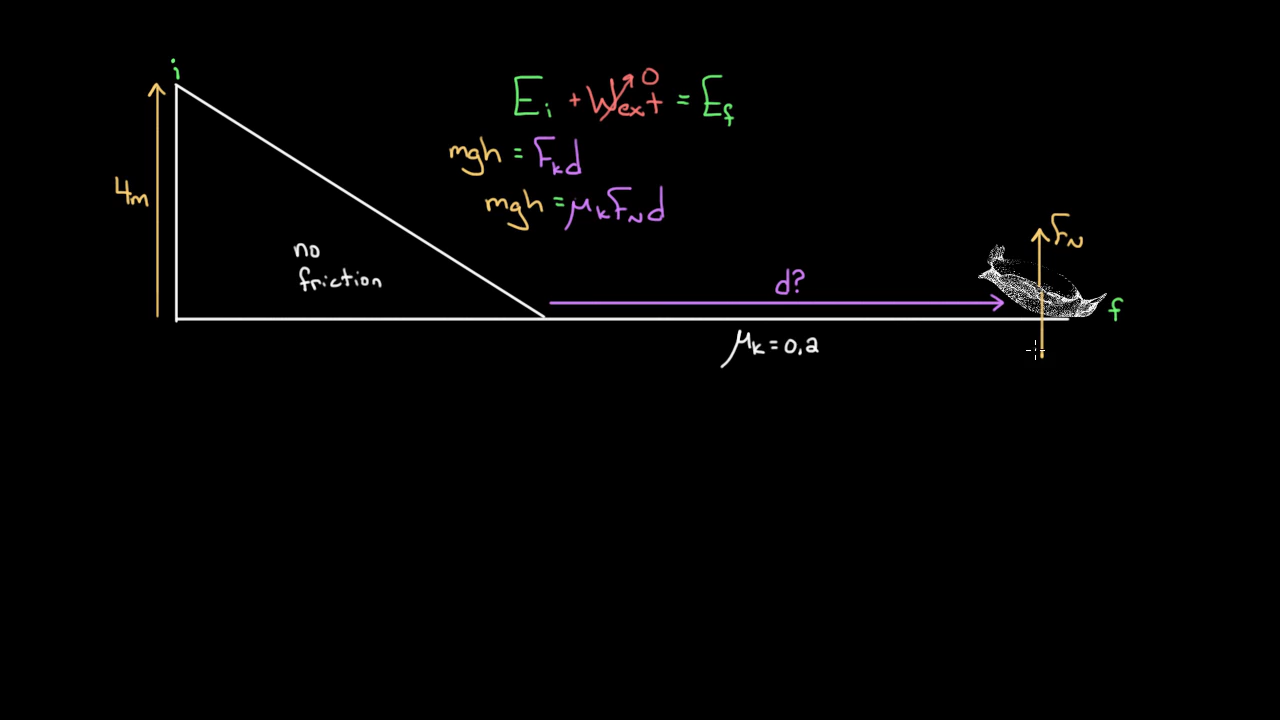 i
E_i + W_ext → 0 = E_f
mgh = F_k d
4m
mgh = μ_k F_N d
F_N
no
friction
d?
f
μ_k = 0.2